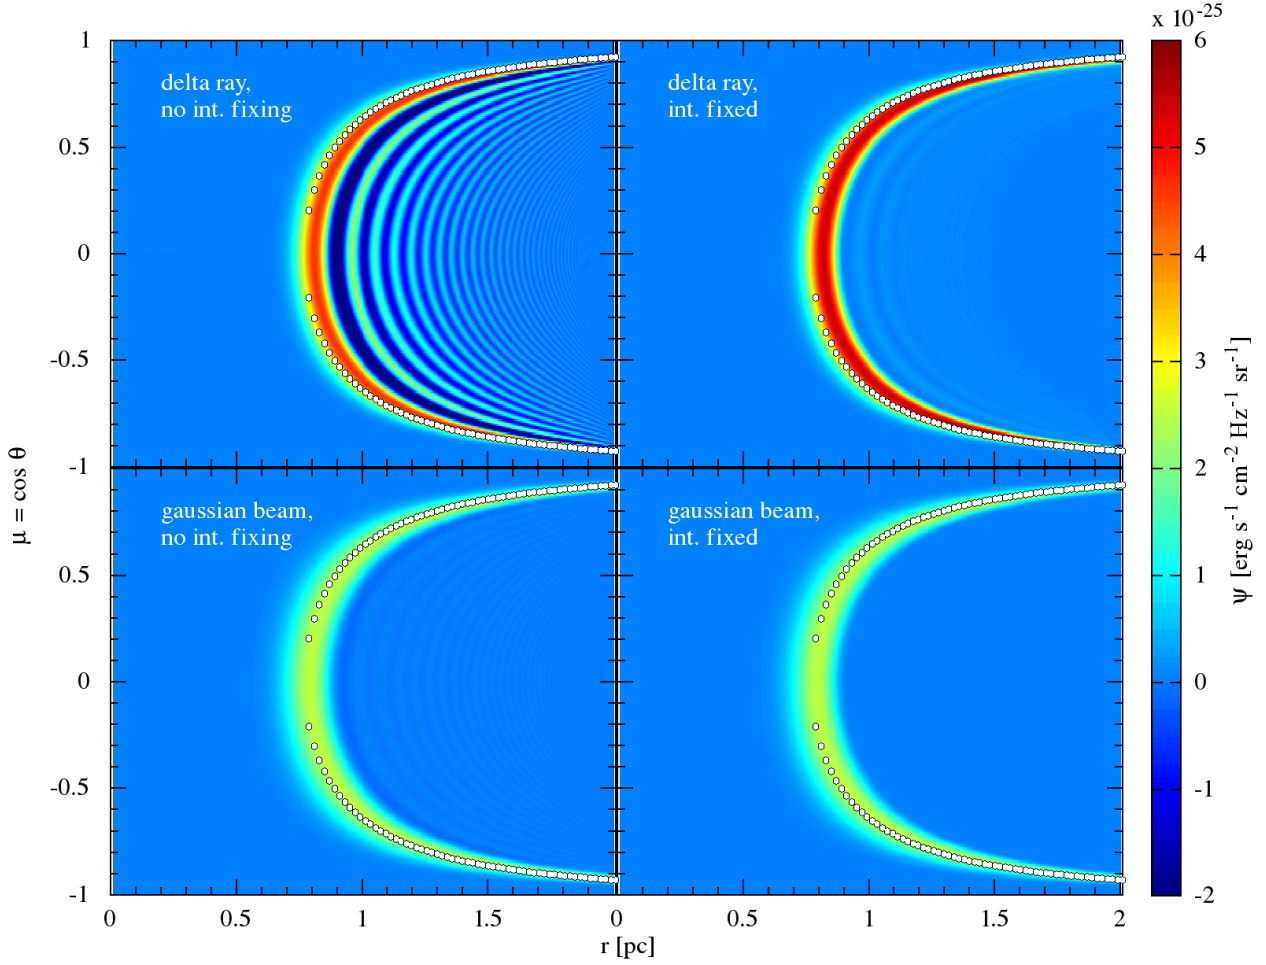 x 10-25
delta ray,
no int. fixing
delta ray,
int. fixed
gaussian beam,
no int. fixing
gaussian beam,
int. fixed
1
0.5
0
-0.5
-1
0.5
0
-0.5
-1
μ = cos θ
0
0.5
1
1.5
0
0.5
1
1.5
2
r [pc]
6
5
4
3
2
1
0
-1
-2
ψ [erg s-1 cm-2 Hz-1 sr-1]